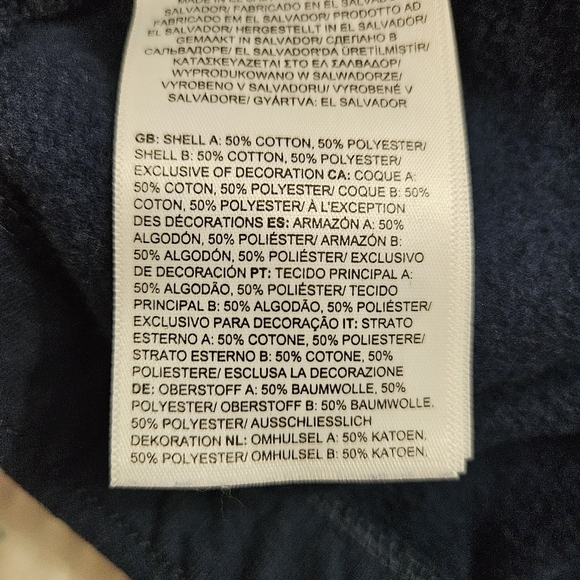 MADE IN EL SALVADOR/
SALVADOR/ FABRICADO EN EL SALVADOR/
FABRICADO EM EL SALVADOR/ PRODOTTO AD
EL SALVADOR/ HERGESTELLT IN EL SALVADOR/
GEMAAKT IN SALVADOR/ СДЕЛАНО В
САЛЬВАДОРЕ/ EL SALVADOR'DA ÜRETİLMİŞTİR/
ΚΑΤΑΣΚΕΥΑΖΕΤΑΙ ΣΤΟ ΕΛ ΣΑΛΒΑΔΟΡ/
WYPRODUKOWANO W SALWADORZE/
VYROBENO V SALVADORU/ VYROBENÉ V
SALVÁDORE/ GYÁRTVA: EL SALVADOR
GB: SHELL A: 50% COTTON, 50% POLYESTER/
SHELL B: 50% COTTON, 50% POLYESTER/
EXCLUSIVE OF DECORATION CA: COQUE A:
50% COTON, 50% POLYESTER/ COQUE B: 50%
COTON, 50% POLYESTER/ À L'EXCEPTION
DES DÉCORATIONS ES: ARMAZÓN A: 50%
ALGODÓN, 50% POLIÉSTER/ ARMAZÓN B:
50% ALGODÓN, 50% POLIÉSTER/ EXCLUSIVO
DE DECORACIÓN PT: TECIDO PRINCIPAL A:
50% ALGODÃO, 50% POLIÉSTER/ TECIDO
PRINCIPAL B: 50% ALGODÃO, 50% POLIÉSTER/
EXCLUSIVO PARA DECORAÇÃO IT: STRATO
ESTERNO A: 50% COTONE, 50% POLIESTERE/
STRATO ESTERNO B: 50% COTONE, 50%
POLIESTERE/ ESCLUSA LA DECORAZIONE
DE: OBERSTOFF A: 50% BAUMWOLLE, 50%
POLYESTER/ OBERSTOFF B: 50% BAUMWOLLE,
50% POLYESTER/ AUSSCHLIESSLICH
DEKORATION NL: OMHULSEL A: 50% KATOEN,
50% POLYESTER/ OMHULSEL B: 50% KATOEN,